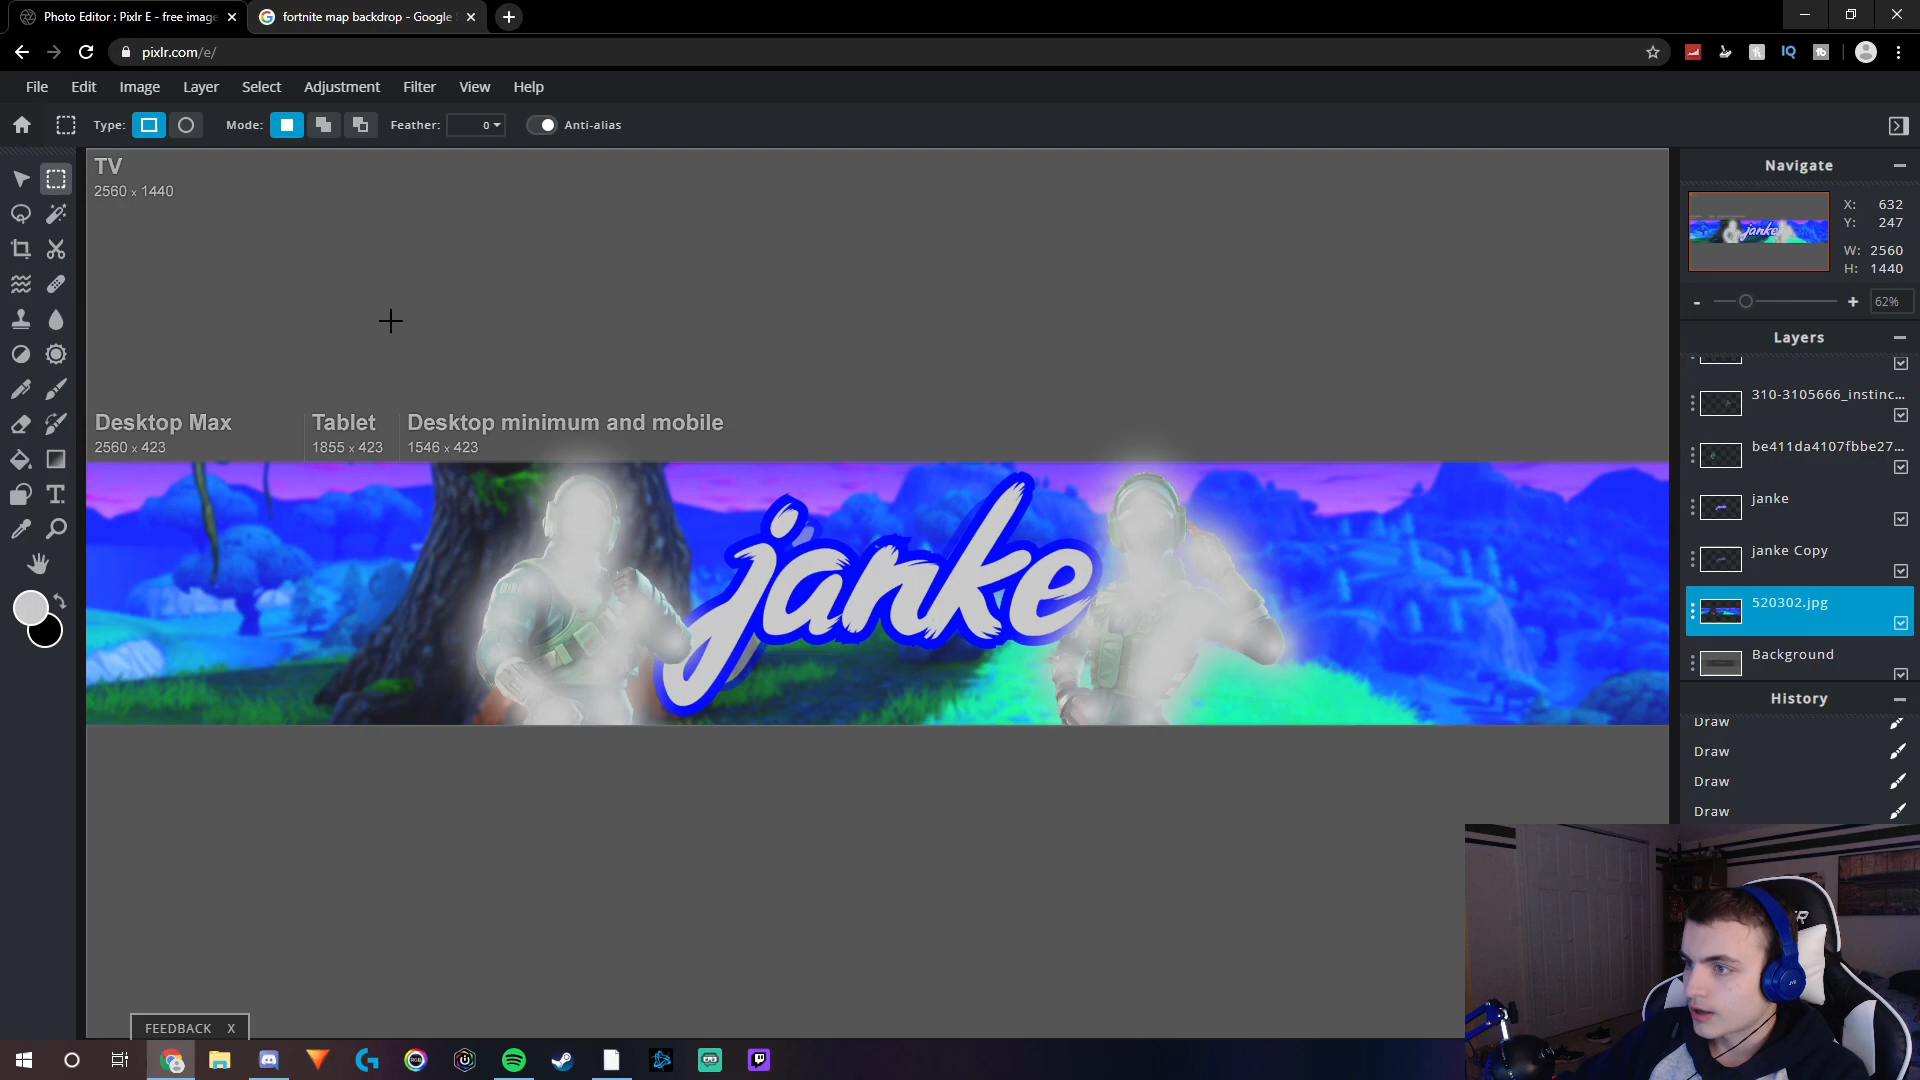 Photo Editor : Pixlr E - free image
fortnite map backdrop - Google
pixlr.com/e/
File Edit Image Layer Select Adjustment Filter View Help
Type: Mode: Feather: 0 Anti-alias
TV
2560 x 1440
Desktop Max
2560 x 423
Tablet
1855 x 423
Desktop minimum and mobile
1546 x 423
janke
Navigate
X: 632
Y: 247
W: 2560
H: 1440
- + 62%
Layers
310-3105666_instinc...
be411da4107fbbe27...
janke
janke Copy
520302.jpg
Background
History
Draw
Draw
Draw
Draw
FEEDBACK X